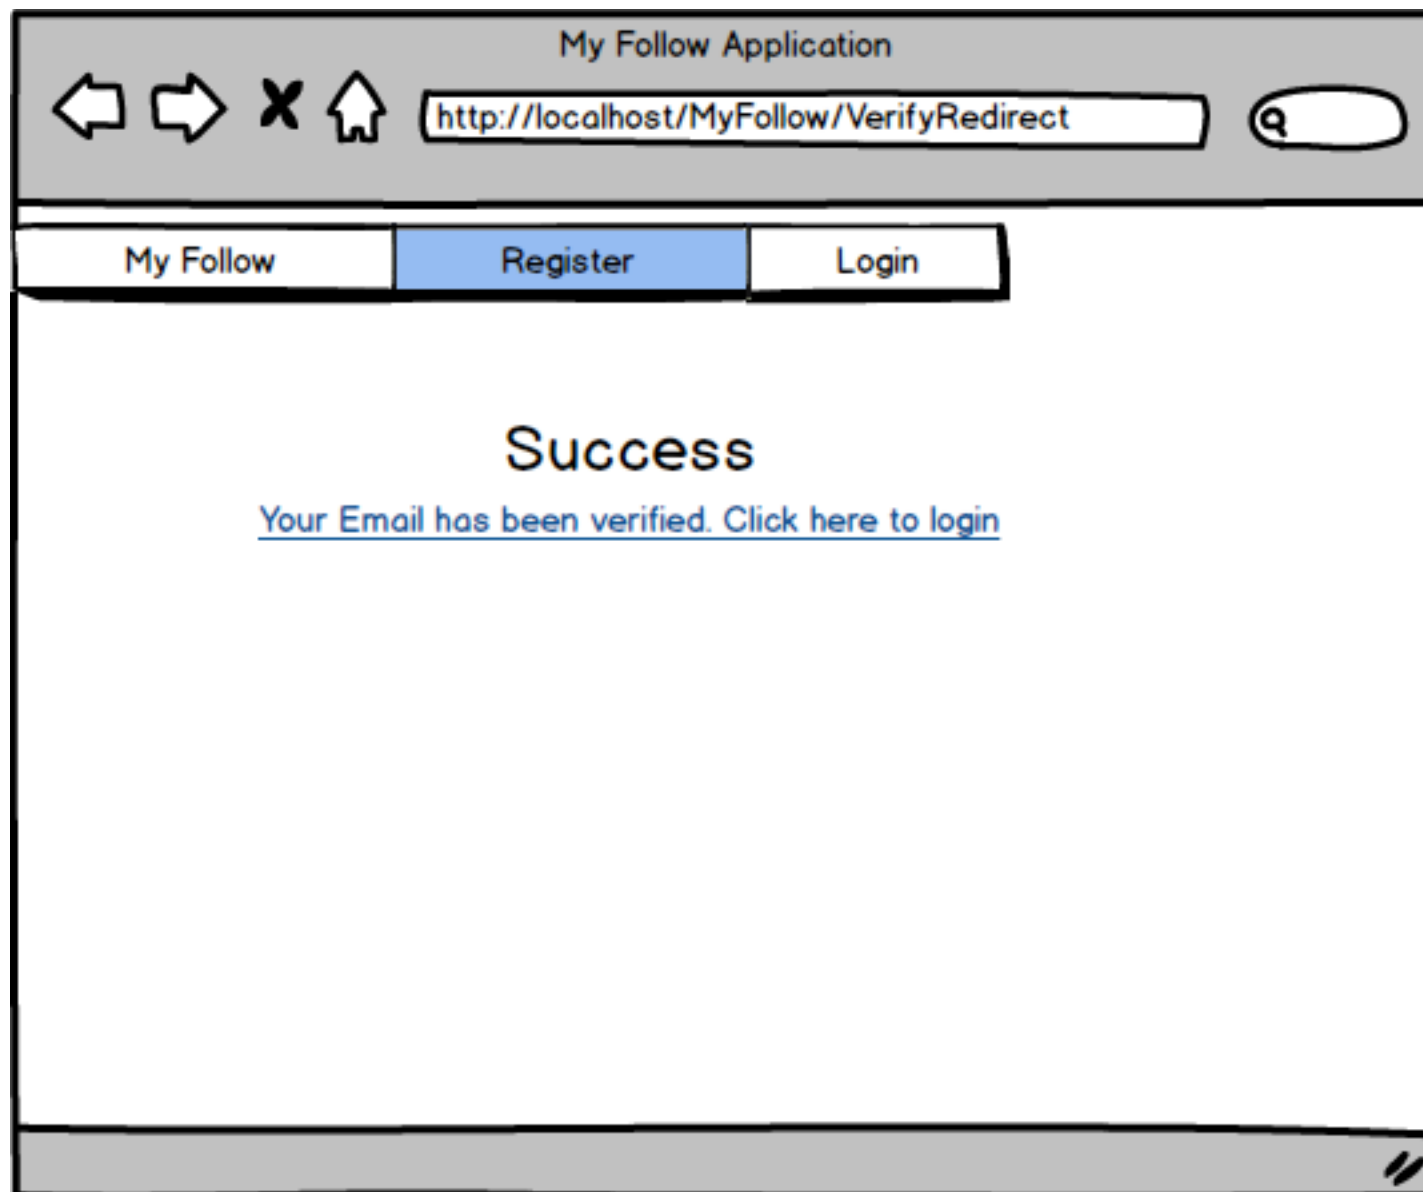 My Follow Application
http://localhost/MyFollow/VerifyRedirect
My Follow Register Login
Success
Your Email has been verified. Click here to login